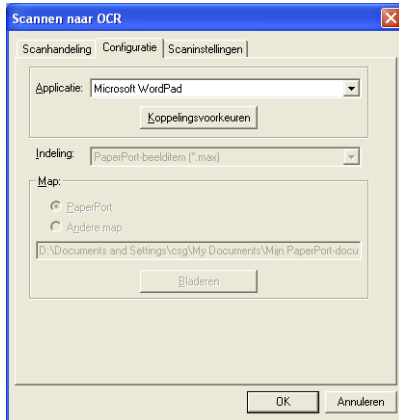 Scannen naar OCR
Scanhandeling Configuratie Scaninstellingen
Applicatie: Microsoft WordPad
Koppelingsvoorkeuren
Indeling: PaperPort-beelditem (*.max)
Map:
PaperPort
Andere map
D:\Documents and Settings\csg\My Documents\Mijn PaperPort-docu
Bladeren
OK Annuleren